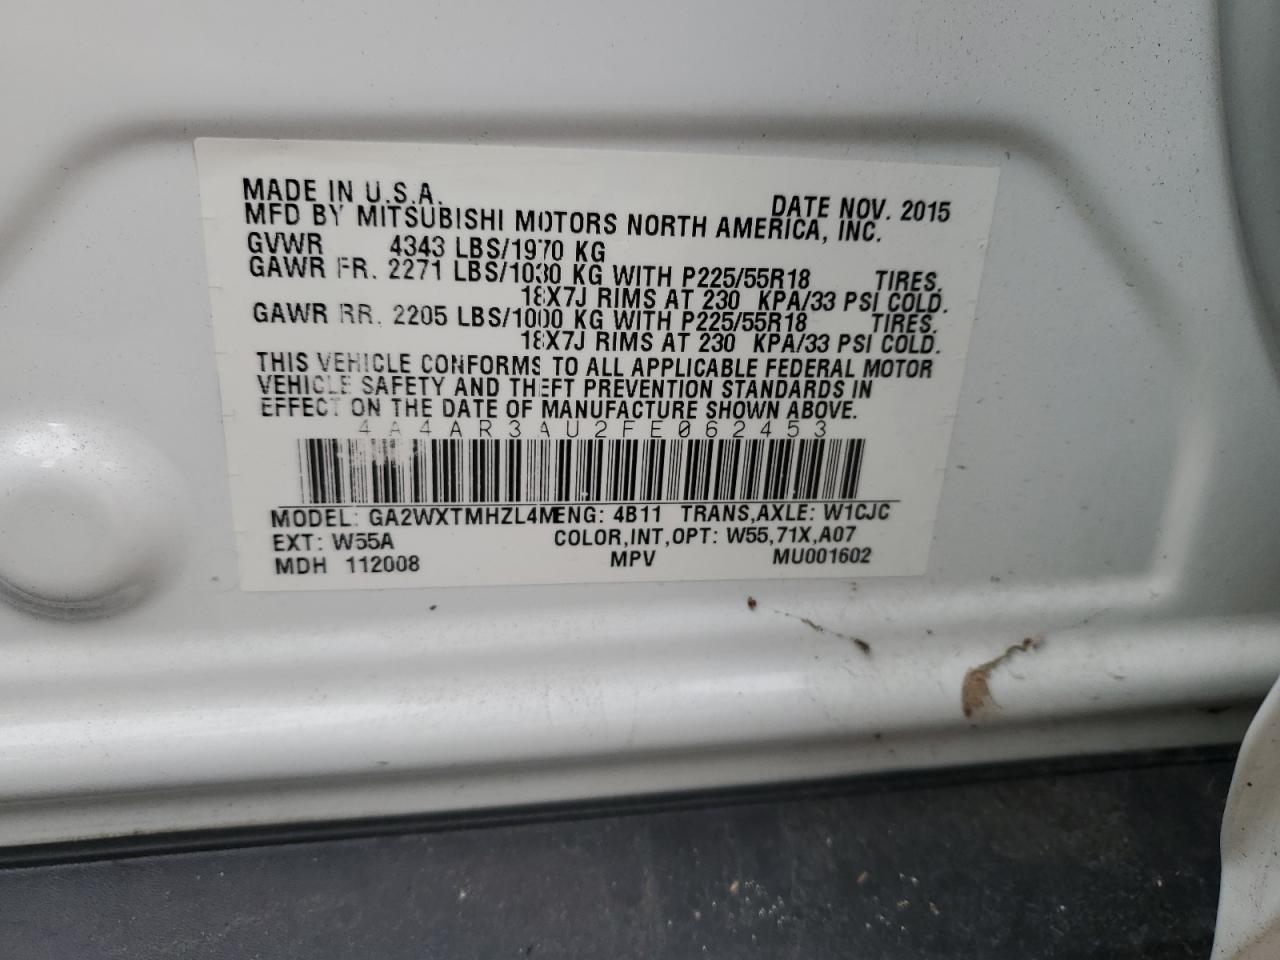 MADE IN U.S.A. DATE NOV. 2015
MFD BY MITSUBISHI MOTORS NORTH AMERICA, INC.
GVWR 4343 LBS/1970 KG
GAWR FR. 2271 LBS/1030 KG WITH P225/55R18 TIRES.
18X7J RIMS AT 230 KPA/33 PSI COLD.
GAWR RR. 2205 LBS/1000 KG WITH P225/55R18 TIRES.
18X7J RIMS AT 230 KPA/33 PSI COLD.
THIS VEHICLE CONFORMS TO ALL APPLICABLE FEDERAL MOTOR
VEHICLE SAFETY AND THEFT PREVENTION STANDARDS IN
EFFECT ON THE DATE OF MANUFACTURE SHOWN ABOVE.
4A4AR3AU2FE062453
MODEL: GA2WXTMHZL4M ENG: 4B11 TRANS,AXLE: W1CJC
EXT: W55A COLOR,INT,OPT: W55,71X,A07
MDH 112008 MPV MU001602